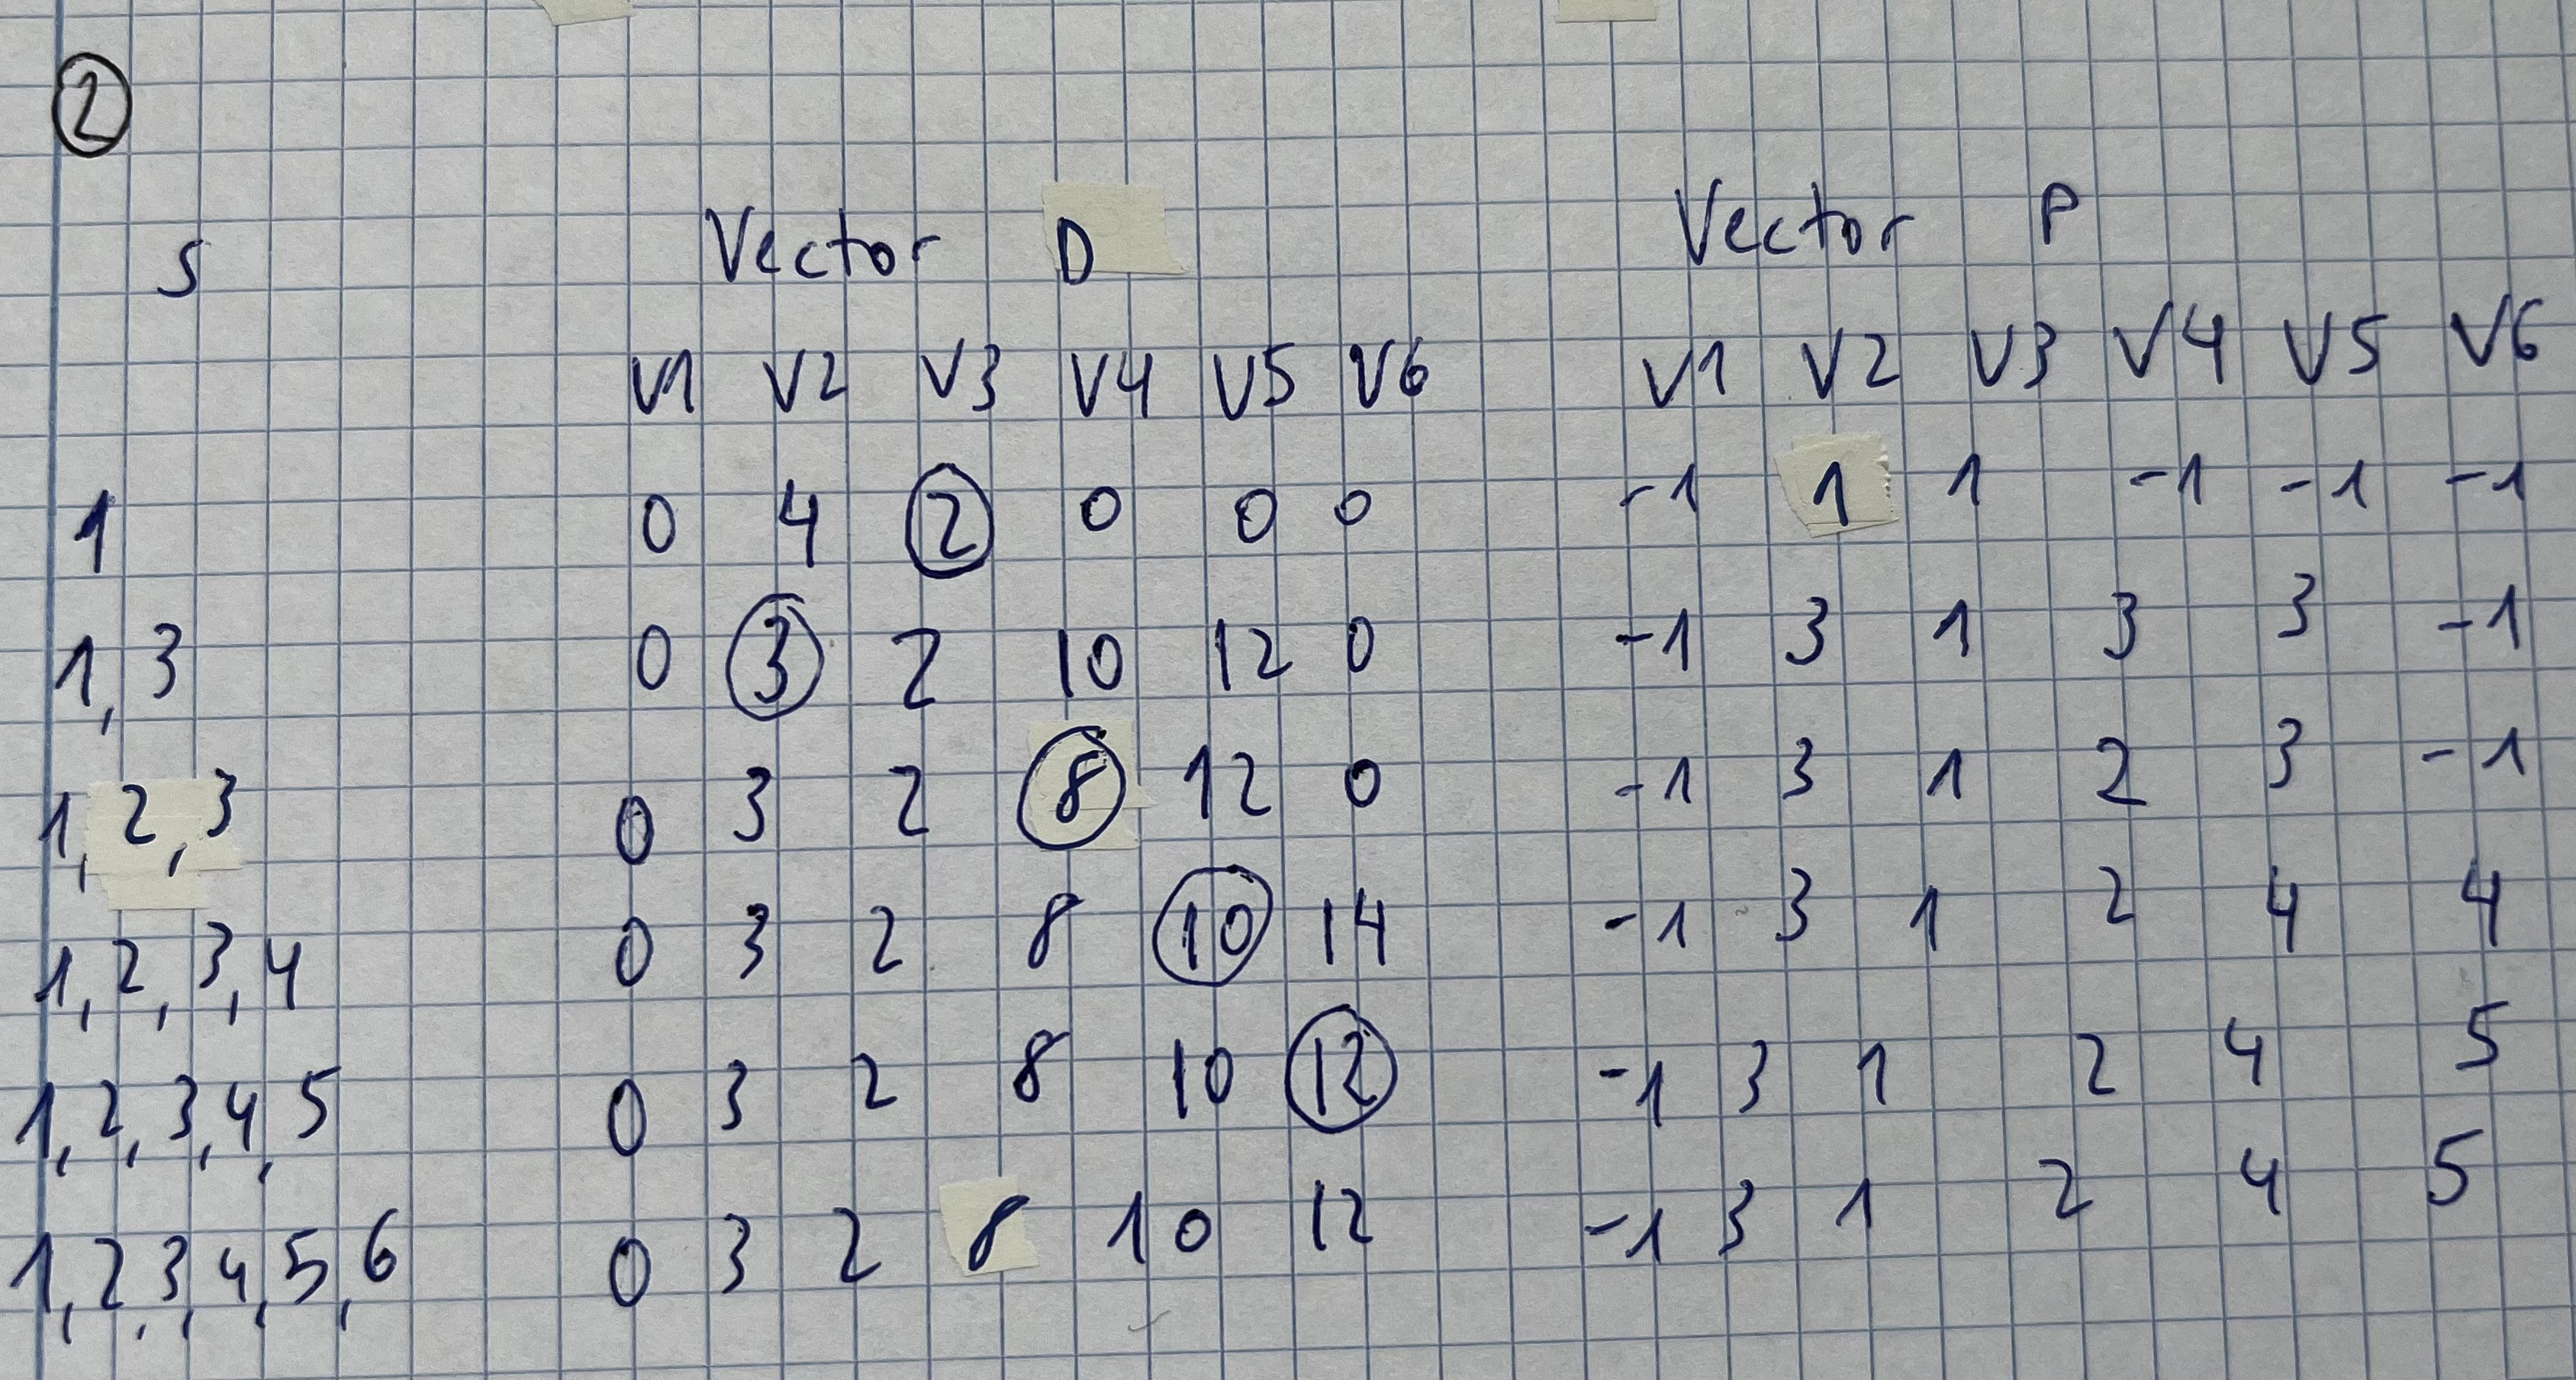 2
S Vector D Vector P
V1 V2 V3 V4 V5 V6 V1 V2 V3 V4 V5 V6
1 0 4 2 0 0 0 -1 1 1 -1 -1 -1
1, 3 0 3 2 10 12 0 -1 3 1 3 3 -1
1, 2, 3 0 3 2 8 12 0 -1 3 1 2 3 -1
1, 2, 3, 4 0 3 2 8 10 14 -1 3 1 2 4 4
1, 2, 3, 4, 5 0 3 2 8 10 12 -1 3 1 2 4 5
1, 2, 3, 4, 5, 6 0 3 2 8 10 12 -1 3 1 2 4 5